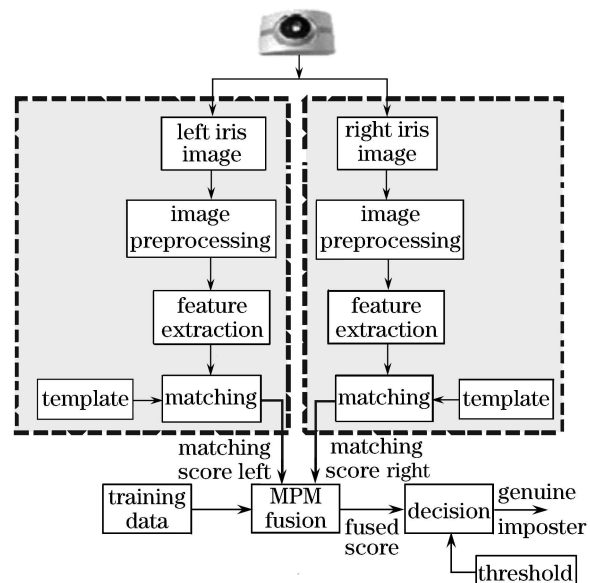 left iris
image
right iris
image
image
preprocessing
image
preprocessing
feature
extraction
feature
extraction
template
matching
matching
template
matching
score left
matching
score right
training
data
MPM
fusion
fused
score
decision
genuine
imposter
threshold